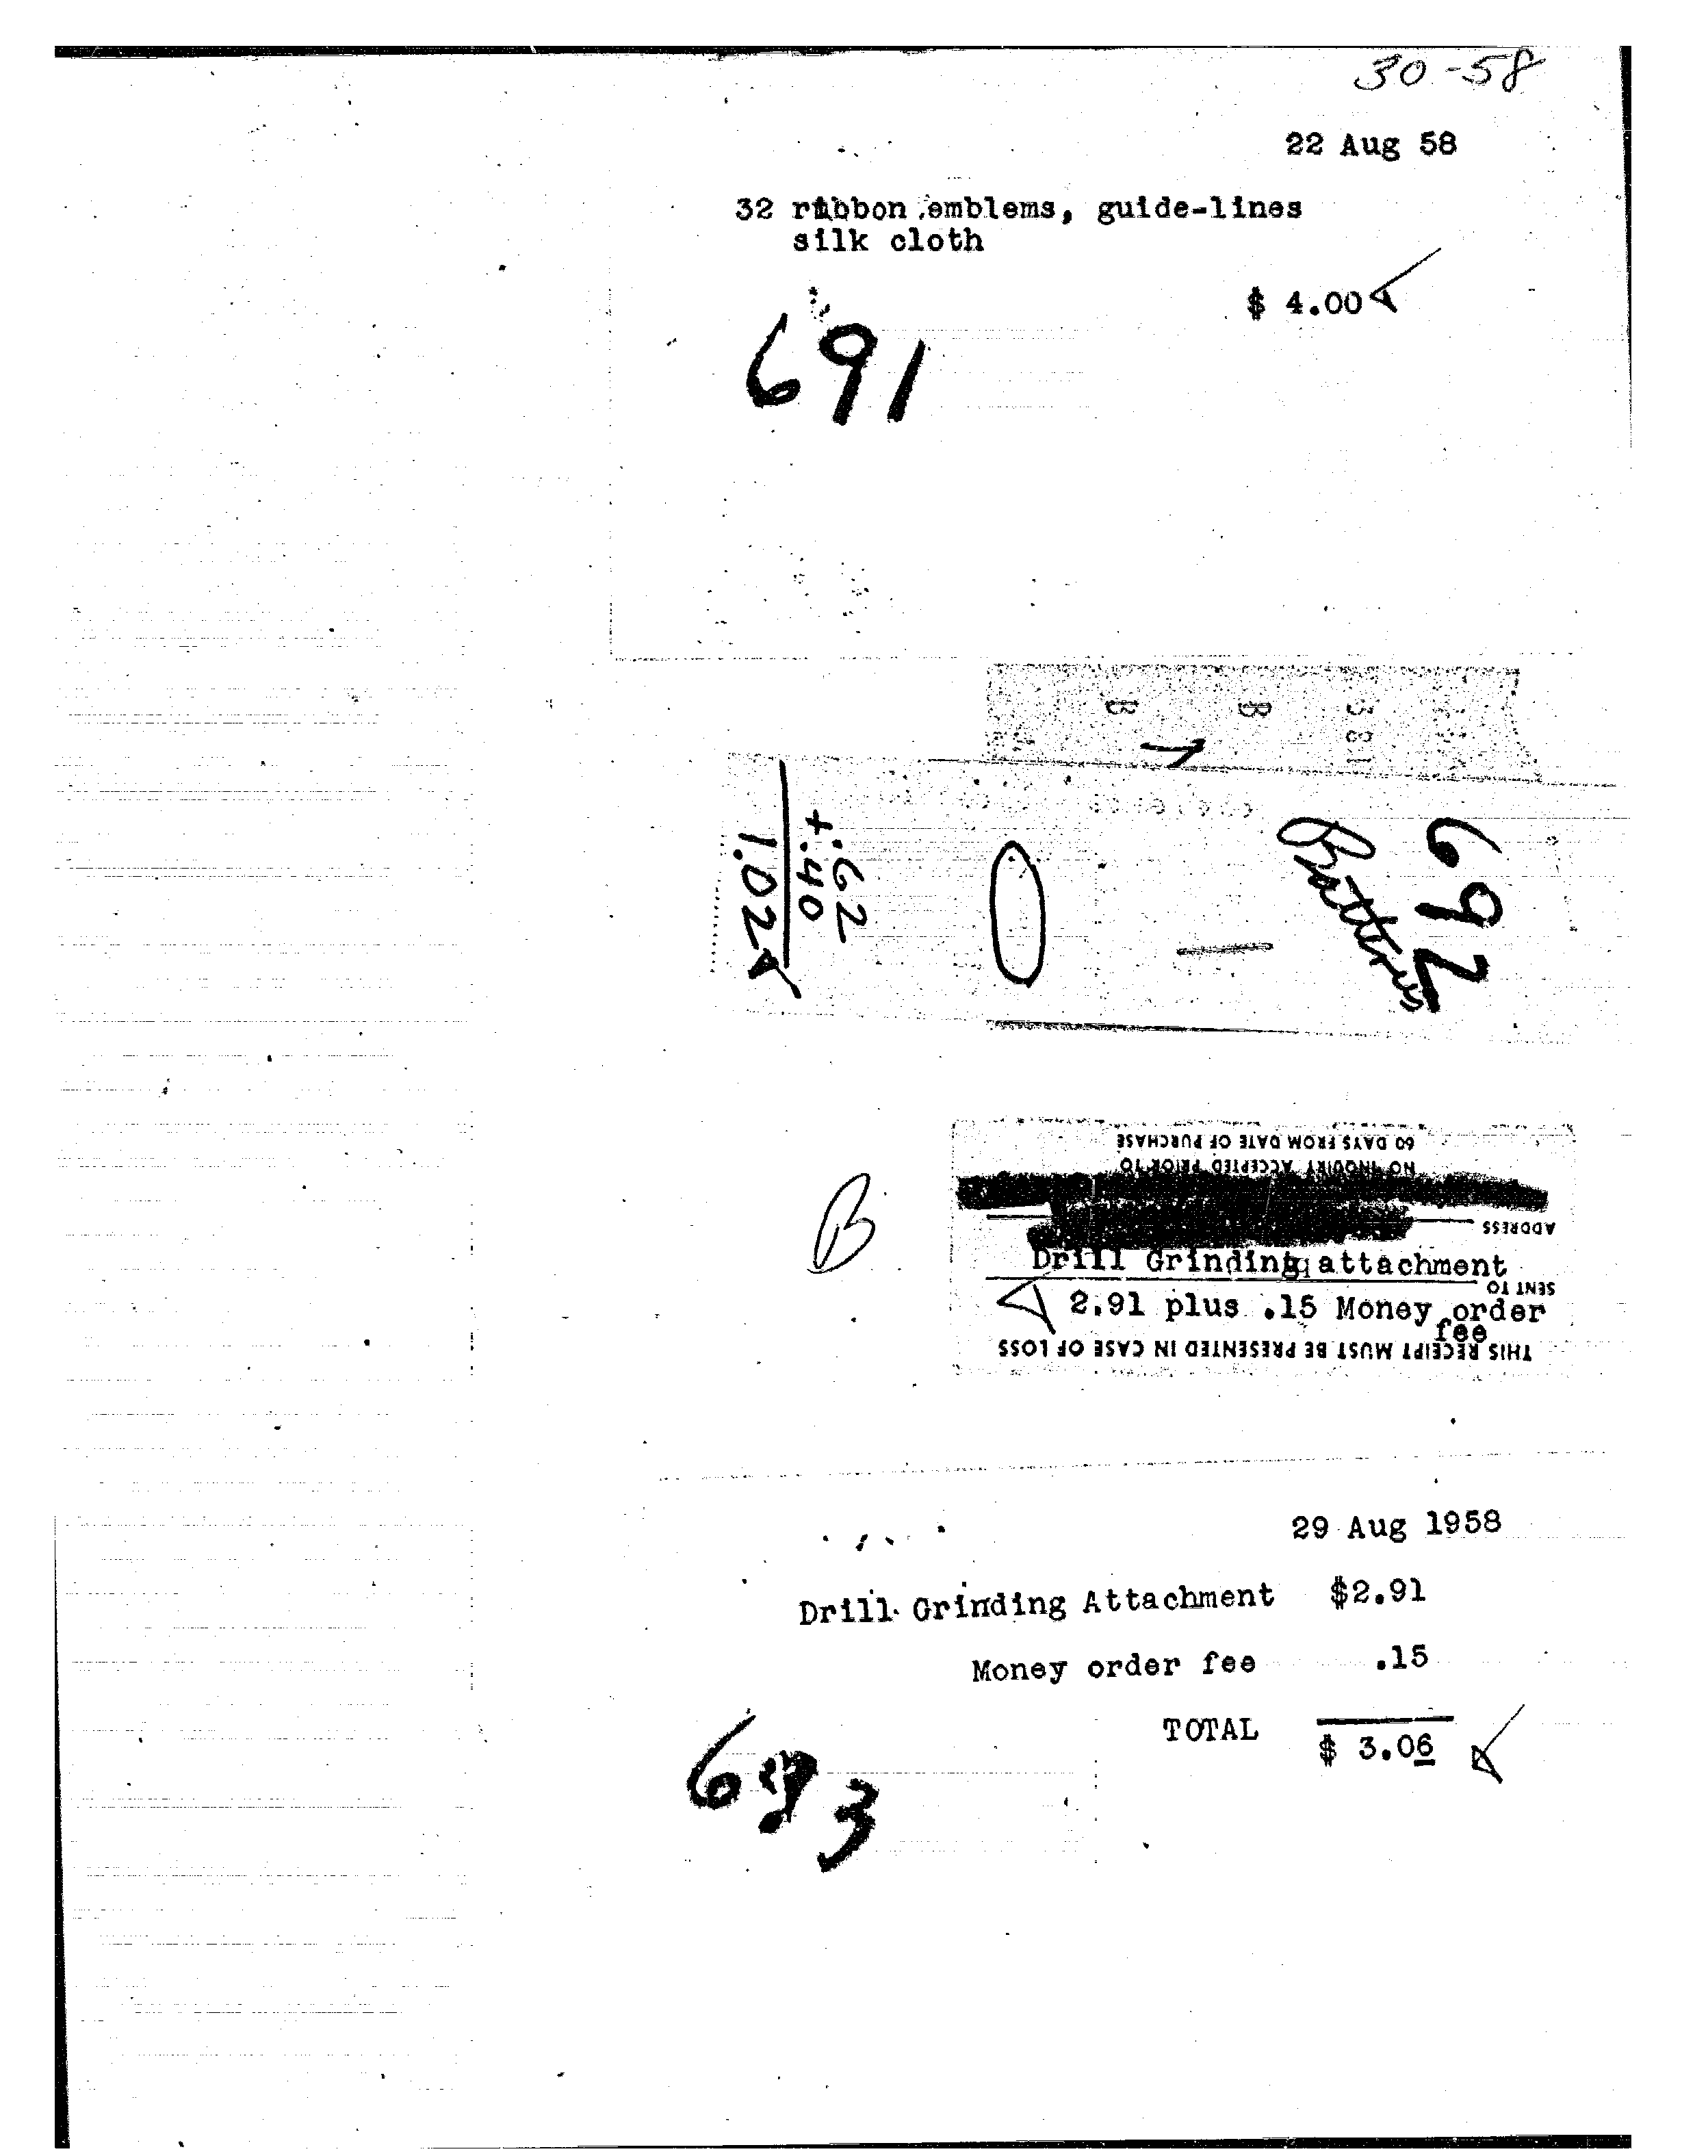 30-58
22 Aug 58
32 ribbon emblems, guide-lines
silk cloth
$ 4.00
691
B B 331
692
Batteries
.62
+.40
1.02
B
60 DAYS FROM DATE OF PURCHASE
NO INQUIRY ACCEPTED PRIOR TO
ADDRESS
Drill Grinding attachment
SENT TO
2.91 plus .15 Money order
fee
THIS RECEIPT MUST BE PRESENTED IN CASE OF LOSS
29 Aug 1958
Drill Grinding Attachment $2.91
Money order fee .15
TOTAL $ 3.06
693